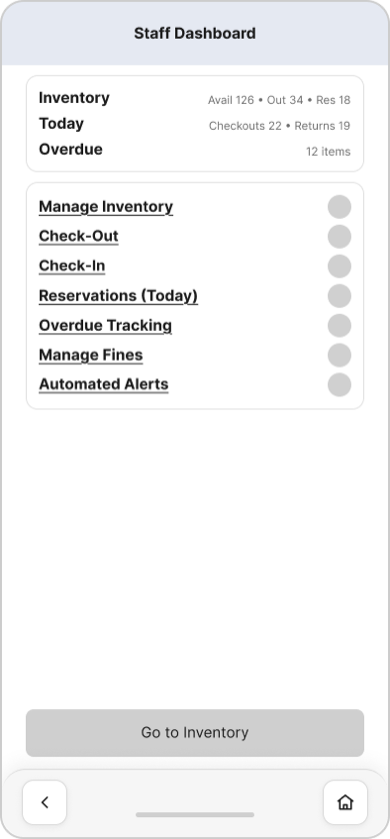 Staff Dashboard
Inventory Avail 126 • Out 34 • Res 18
Today Checkouts 22 • Returns 19
Overdue 12 items
Manage Inventory
Check-Out
Check-In
Reservations (Today)
Overdue Tracking
Manage Fines
Automated Alerts
Go to Inventory